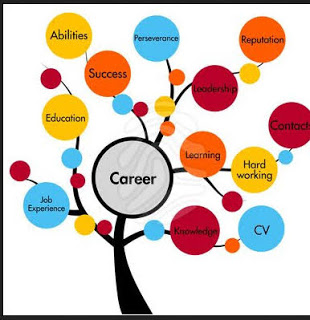 Abilities
Perseverance
Reputation
Success
Leadership
Education
Contact
Learning
Hard
working
Career
Job
Experience
Knowledge
CV